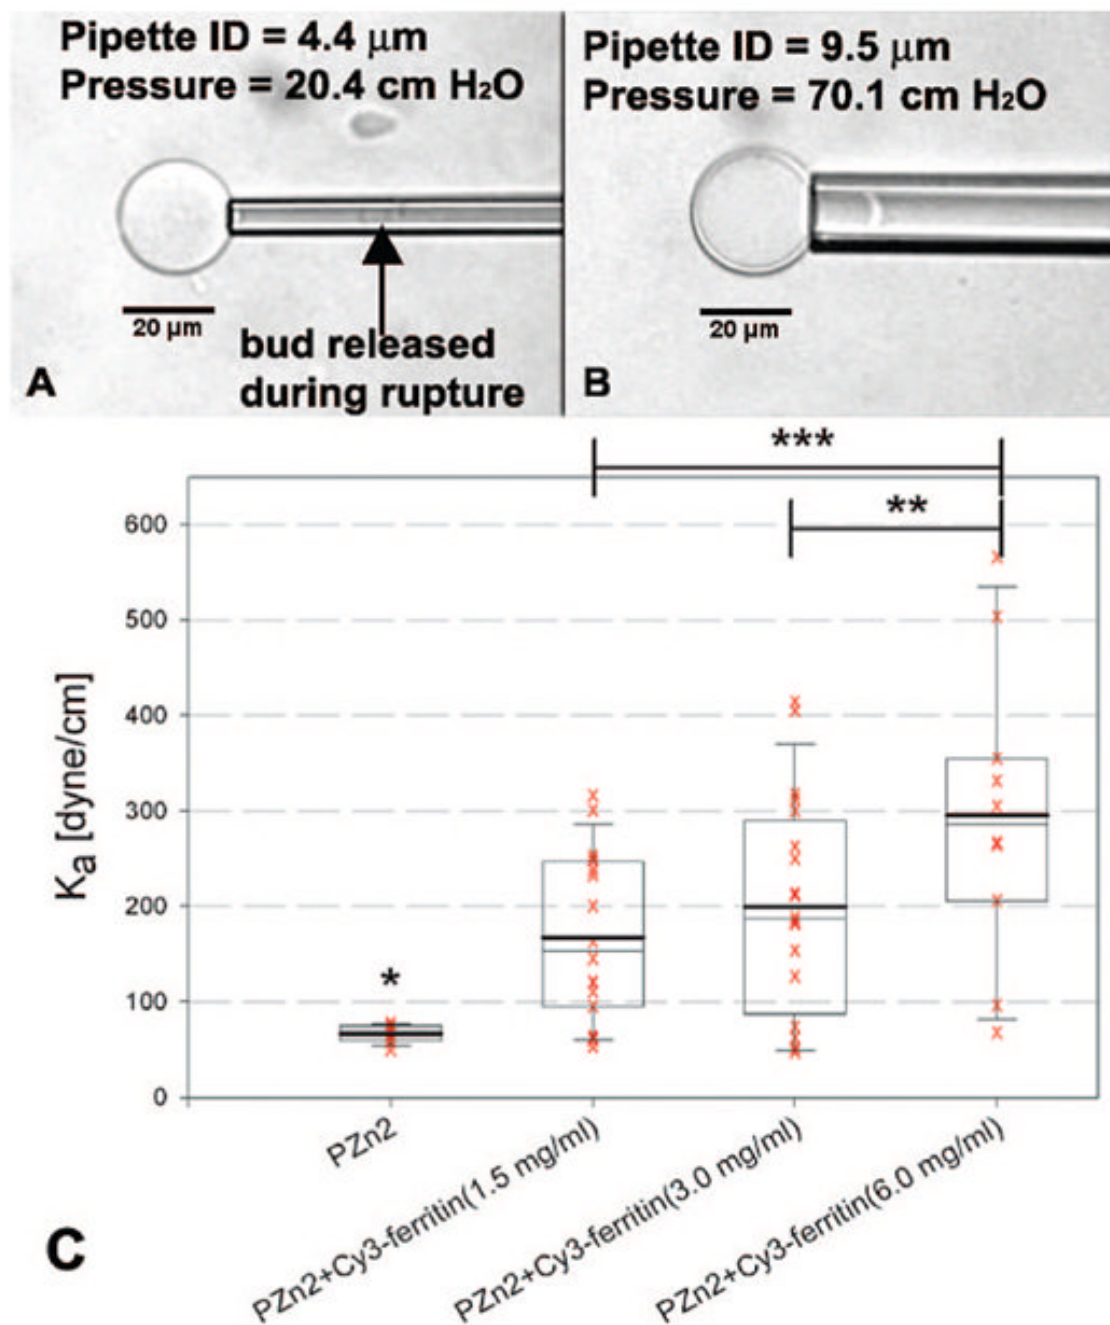 Pipette ID = 4.4 μm
Pressure = 20.4 cm H₂O
20 μm
bud released
during rupture
A
Pipette ID = 9.5 μm
Pressure = 70.1 cm H₂O
20 μm
B
***
**
600
500
400
300
200
100
0
Kₐ [dyne/cm]
*
PZn2
PZn2+Cy3-ferritin(1.5 mg/ml)
PZn2+Cy3-ferritin(3.0 mg/ml)
PZn2+Cy3-ferritin(6.0 mg/ml)
C